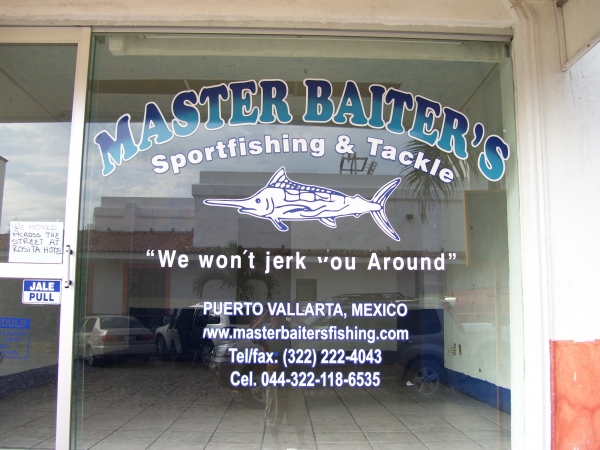 MASTER BAITER'S
Sportfishing & Tackle
"We won't jerk you Around"
PUERTO VALLARTA, MEXICO
/www.masterbaitersfishing.com
Tel/fax. (322) 222-4043
Cel. 044-322-118-6535
WE MOVED
ACROSS THE
STREET AT
ROSITA HOTEL
JALE
PULL